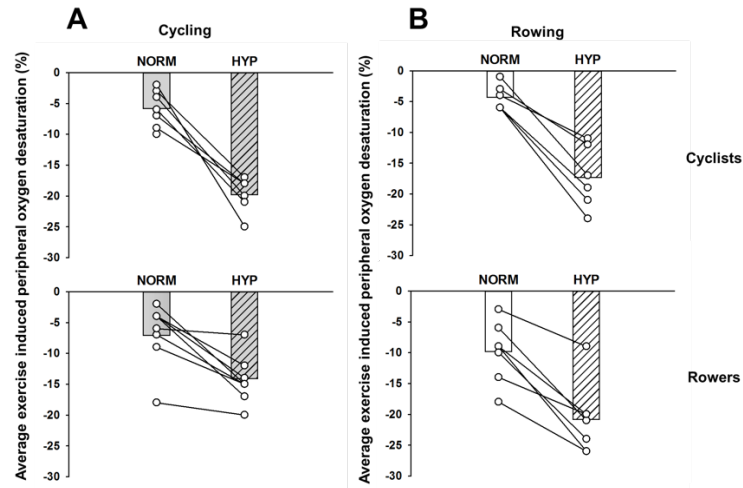 A
Cycling
B
Rowing
Average exercise induced peripheral oxygen desaturation (%)
NORM HYP
0
-5
-10
-15
-20
-25
-30
NORM HYP
0
-5
-10
-15
-20
-25
-30
Average exercise induced peripheral oxygen desaturation (%)
NORM HYP
0
-5
-10
-15
-20
-25
-30
Cyclists
NORM HYP
0
-5
-10
-15
-20
-25
-30
Rowers